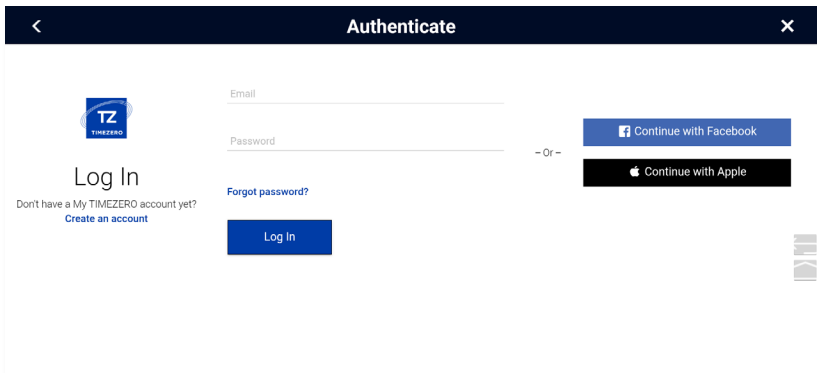 Authenticate
TZ
TIMEZERO
Log In
Don't have a My TIMEZERO account yet?
Create an account
Email
Password
Forgot password?
Log In
– Or –
Continue with Facebook
Continue with Apple